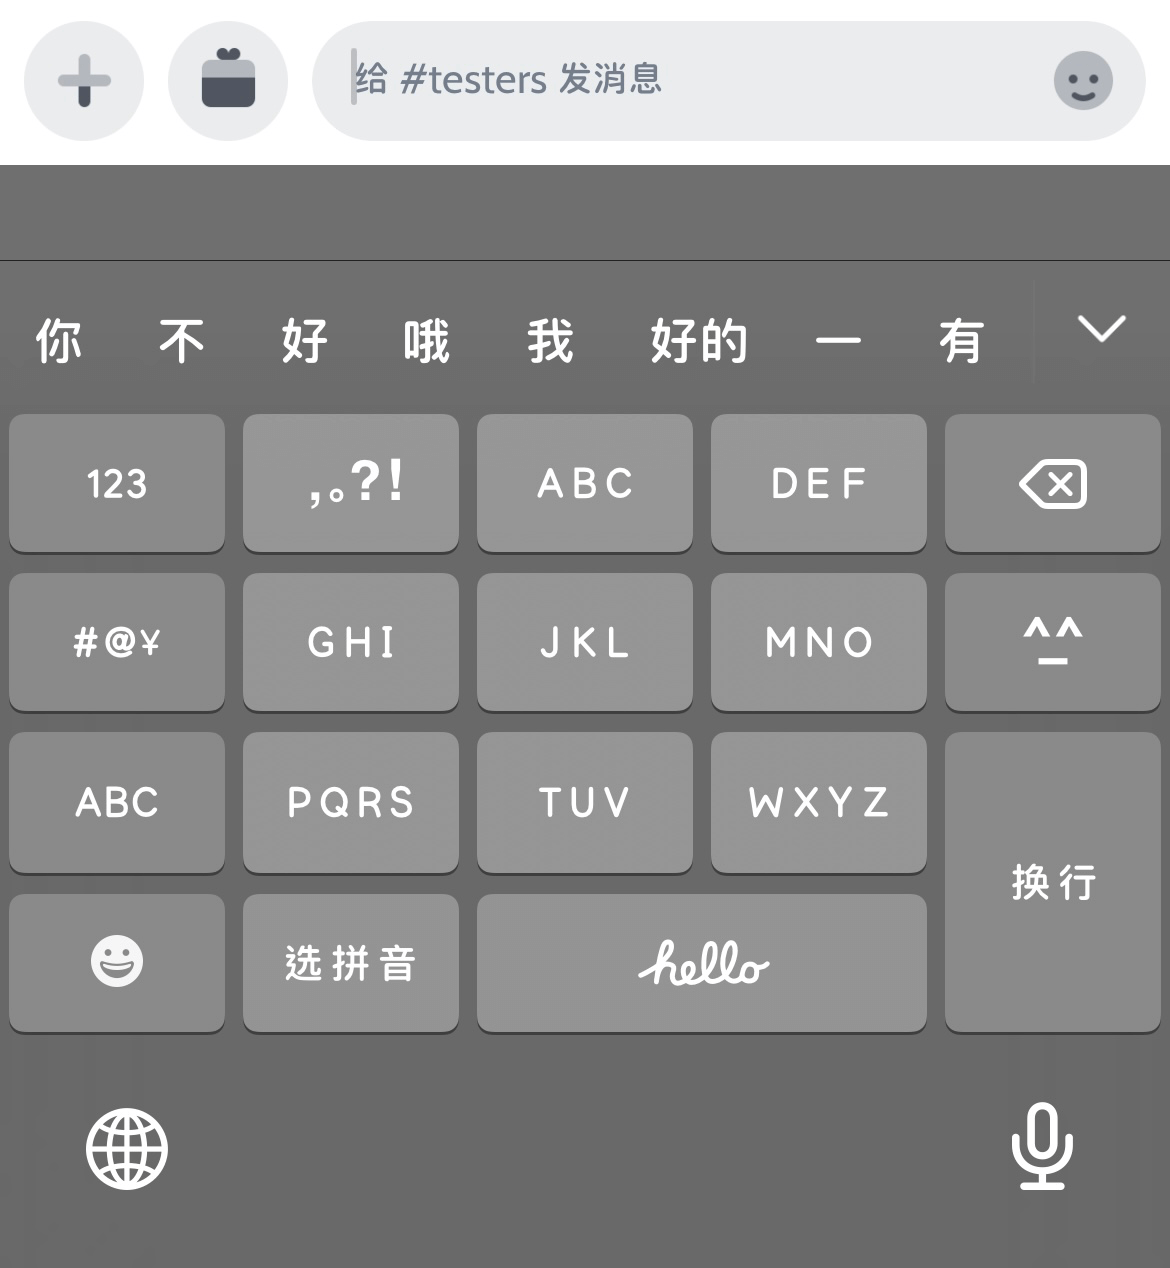 给 #testers 发消息
你 不 好 哦 我 好的 一 有
123 ,。?! ABC DEF
#@¥ GHI JKL MNO ^_^
ABC PQRS TUV WXYZ
换行
选拼音 hello